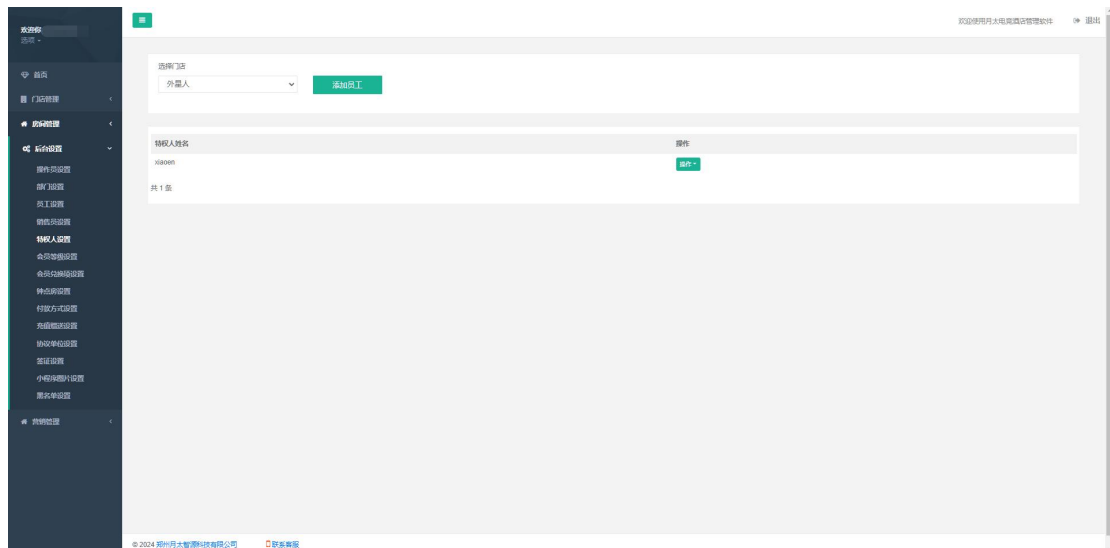 欢迎你
选项
欢迎使用月太电竞酒店管理软件
退出
首页
门店管理
房间管理
后台设置
操作员设置
部门设置
员工设置
销售员设置
特权人设置
会员等级设置
会员兑换项设置
钟点房设置
付款方式设置
充值赠送设置
协议单位设置
签证设置
小程序图片设置
黑名单设置
营销管理
选择门店
外星人
添加员工
特权人姓名 操作
xiaoen 操作
共 1 条
© 2024 郑州月太智源科技有限公司 联系客服